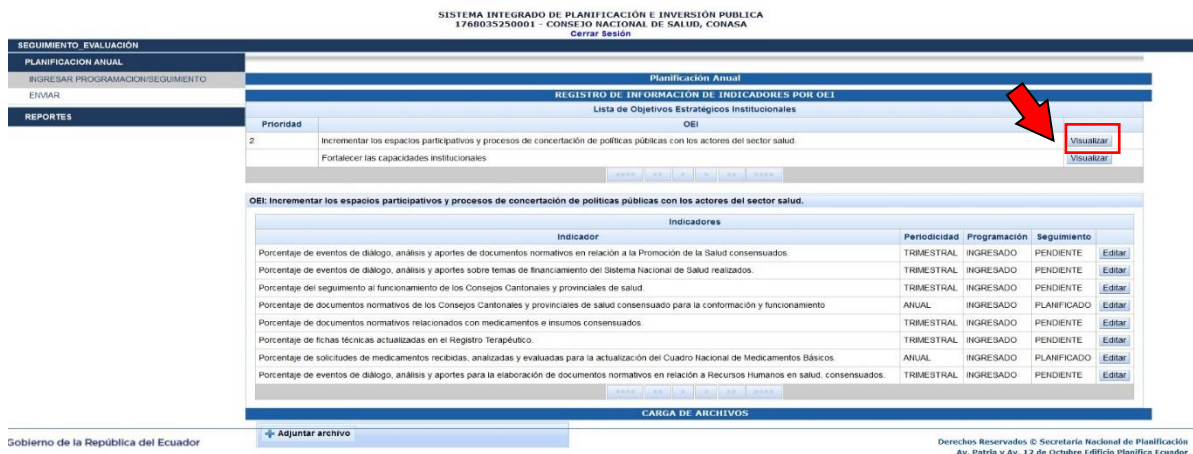 SISTEMA INTEGRADO DE PLANIFICACIÓN E INVERSIÓN PUBLICA
1768035250001 - CONSEJO NACIONAL DE SALUD, CONASA
Cerrar Sesión
SEGUIMIENTO_EVALUACIÓN
PLANIFICACION ANUAL
INGRESAR PROGRAMACION/SEGUIMIENTO
ENVIAR
REPORTES
Planificación Anual
REGISTRO DE INFORMACIÓN DE INDICADORES POR OEI
Lista de Objetivos Estratégicos Institucionales
Prioridad OEI
2 Incrementar los espacios participativos y procesos de concertación de políticas públicas con los actores del sector salud. Visualizar
Fortalecer las capacidades institucionales Visualizar
OEI: Incrementar los espacios participativos y procesos de concertación de políticas públicas con los actores del sector salud.
Indicadores
Indicador Periodicidad Programación Seguimiento
Porcentaje de eventos de diálogo, análisis y aportes de documentos normativos en relación a la Promoción de la Salud consensuados. TRIMESTRAL INGRESADO PENDIENTE Editar
Porcentaje de eventos de diálogo, análisis y aportes sobre temas de financiamiento del Sistema Nacional de Salud realizados. TRIMESTRAL INGRESADO PENDIENTE Editar
Porcentaje del seguimiento al funcionamiento de los Consejos Cantonales y provinciales de salud. TRIMESTRAL INGRESADO PENDIENTE Editar
Porcentaje de documentos normativos de los Consejos Cantonales y provinciales de salud consensuado para la conformación y funcionamiento ANUAL INGRESADO PLANIFICADO Editar
Porcentaje de documentos normativos relacionados con medicamentos e insumos consensuados. TRIMESTRAL INGRESADO PENDIENTE Editar
Porcentaje de fichas técnicas actualizadas en el Registro Terapéutico. TRIMESTRAL INGRESADO PENDIENTE Editar
Porcentaje de solicitudes de medicamentos recibidas, analizadas y evaluadas para la actualización del Cuadro Nacional de Medicamentos Básicos. ANUAL INGRESADO PLANIFICADO Editar
Porcentaje de eventos de diálogo, análisis y aportes para la elaboración de documentos normativos en relación a Recursos Humanos en salud, consensuados. TRIMESTRAL INGRESADO PENDIENTE Editar
CARGA DE ARCHIVOS
Adjuntar archivo
Gobierno de la República del Ecuador
Derechos Reservados © Secretaría Nacional de Planificación
Av. Patria y Av. 12 de Octubre Edificio Planifica Ecuador